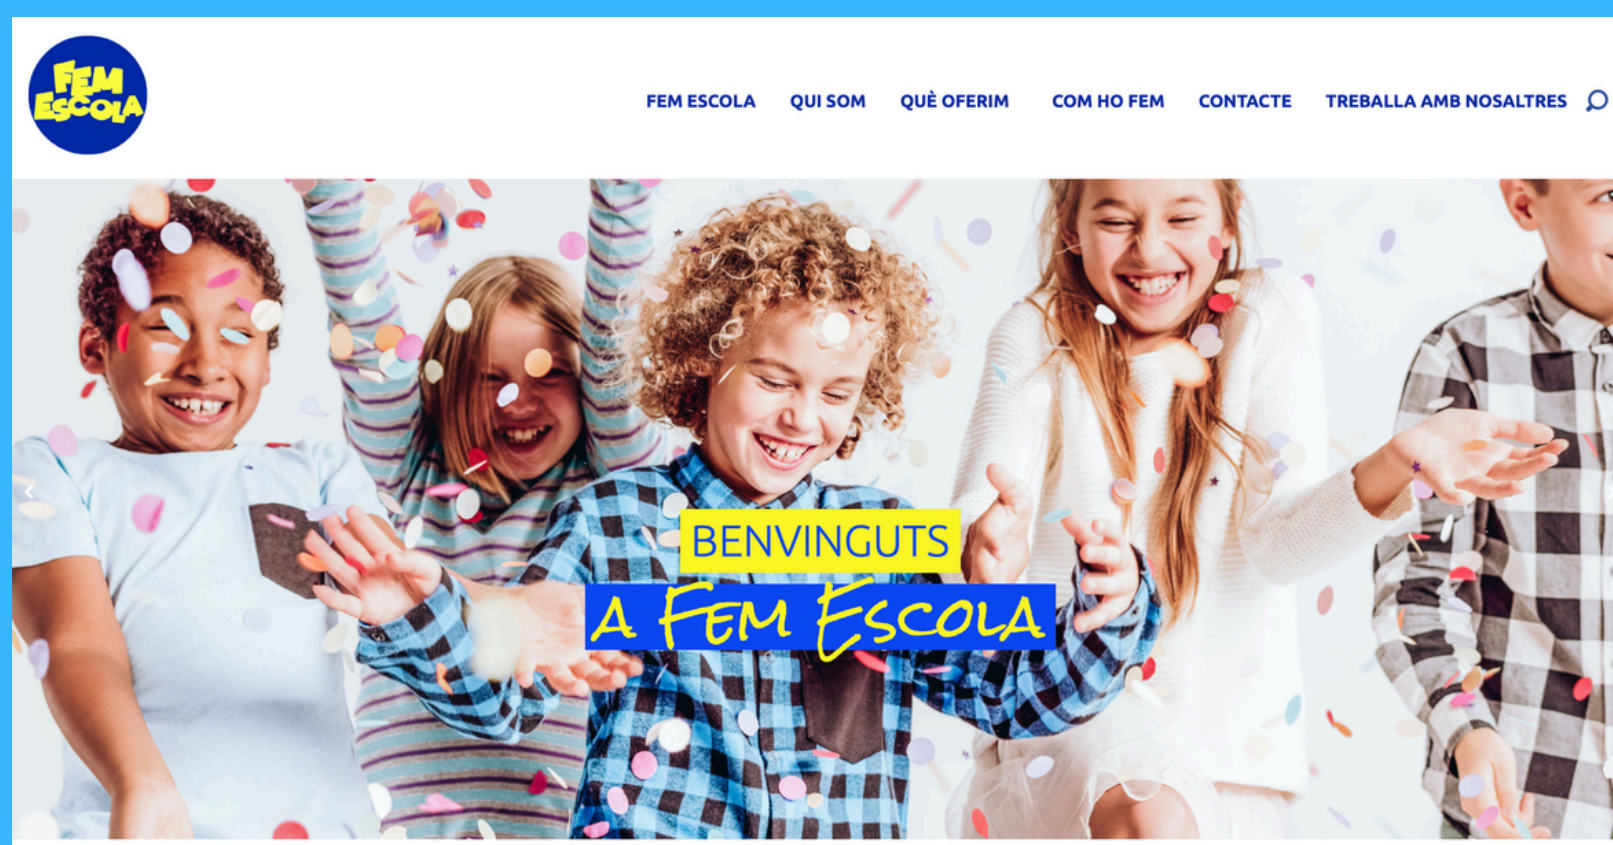 FEM
ESCOLA
FEM ESCOLA QUI SOM QUÈ OFERIM COM HO FEM CONTACTE TREBALLA AMB NOSALTRES
BENVINGUTS
A FEM ESCOLA